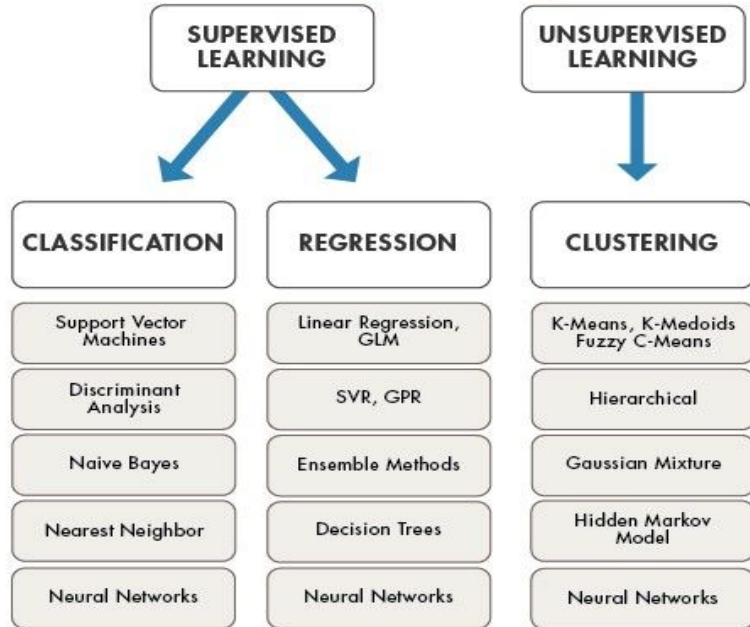 SUPERVISED
LEARNING
UNSUPERVISED
LEARNING
CLASSIFICATION
Support Vector
Machines
Discriminant
Analysis
Naive Bayes
Nearest Neighbor
Neural Networks
REGRESSION
Linear Regression,
GLM
SVR, GPR
Ensemble Methods
Decision Trees
Neural Networks
CLUSTERING
K-Means, K-Medoids
Fuzzy C-Means
Hierarchical
Gaussian Mixture
Hidden Markov
Model
Neural Networks